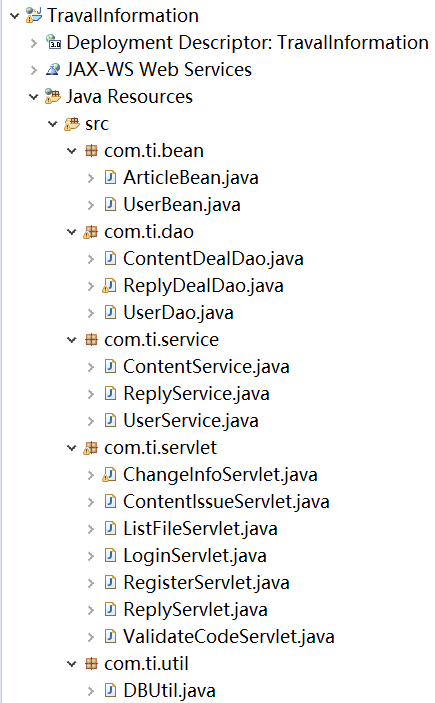 TravalInformation
3.0 Deployment Descriptor: TravalInformation
JAX-WS Web Services
Java Resources
src
com.ti.bean
ArticleBean.java
UserBean.java
com.ti.dao
ContentDealDao.java
ReplyDealDao.java
UserDao.java
com.ti.service
ContentService.java
ReplyService.java
UserService.java
com.ti.servlet
ChangeInfoServlet.java
ContentIssueServlet.java
ListFileServlet.java
LoginServlet.java
RegisterServlet.java
ReplyServlet.java
ValidateCodeServlet.java
com.ti.util
DBUtil.java